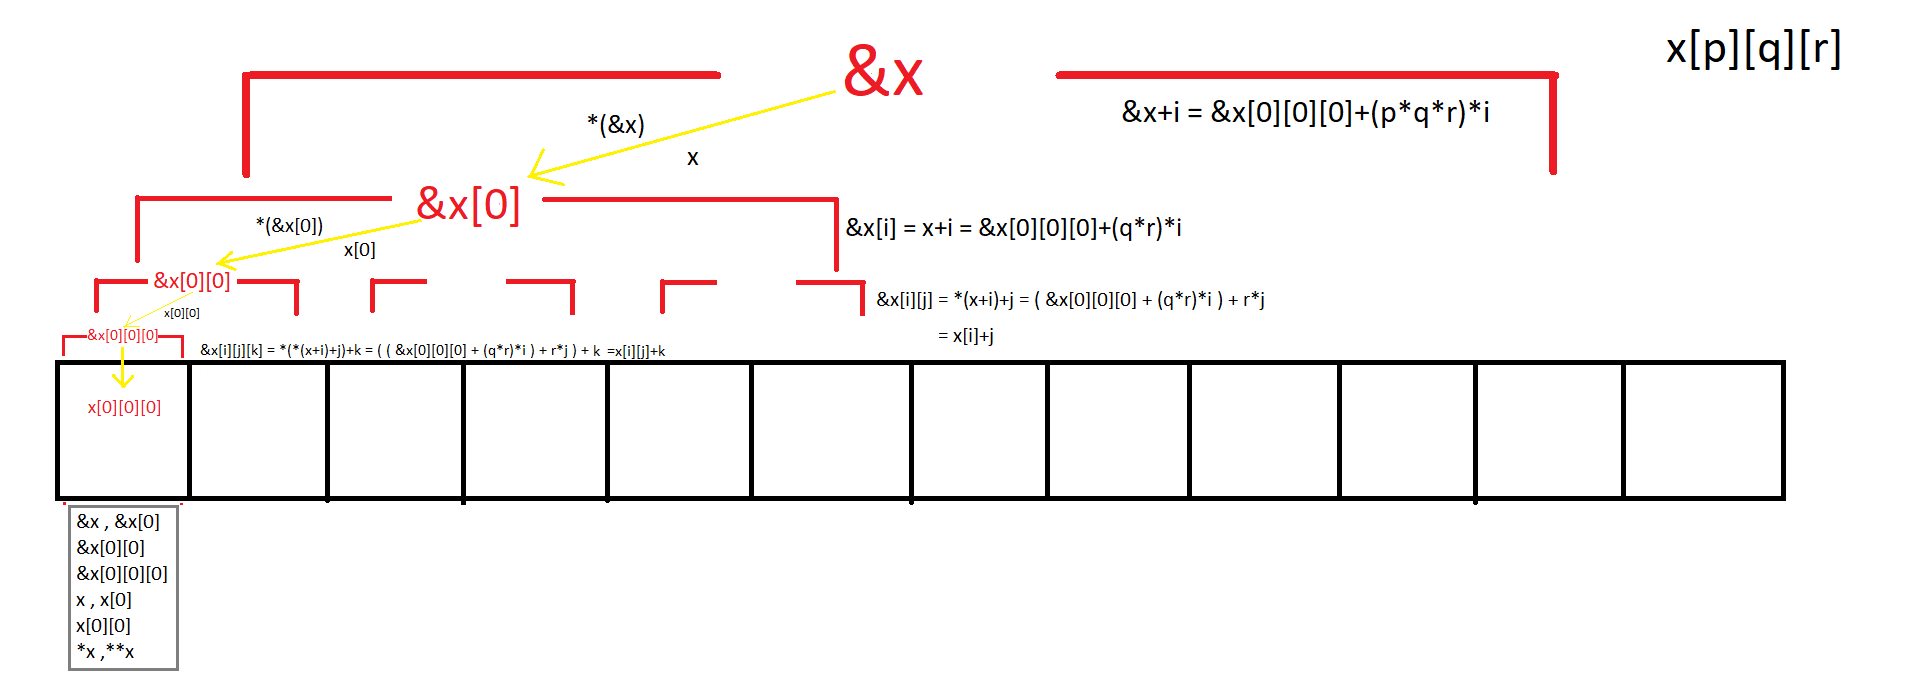 x[p][q][r]
&x
&x+i = &x[0][0][0]+(p*q*r)*i
*(&x)
x
&x[0]
*(&x[0])
x[0]
&x[i] = x+i = &x[0][0][0]+(q*r)*i
&x[0][0]
x[0][0]
&x[i][j] = *(x+i)+j = ( &x[0][0][0] + (q*r)*i ) + r*j
= x[i]+j
&x[0][0][0]
&x[i][j][k] = *(*(x+i)+j)+k = ( ( &x[0][0][0] + (q*r)*i ) + r*j ) + k =x[i][j]+k
x[0][0][0]
&x , &x[0]
&x[0][0]
&x[0][0][0]
x , x[0]
x[0][0]
*x ,**x